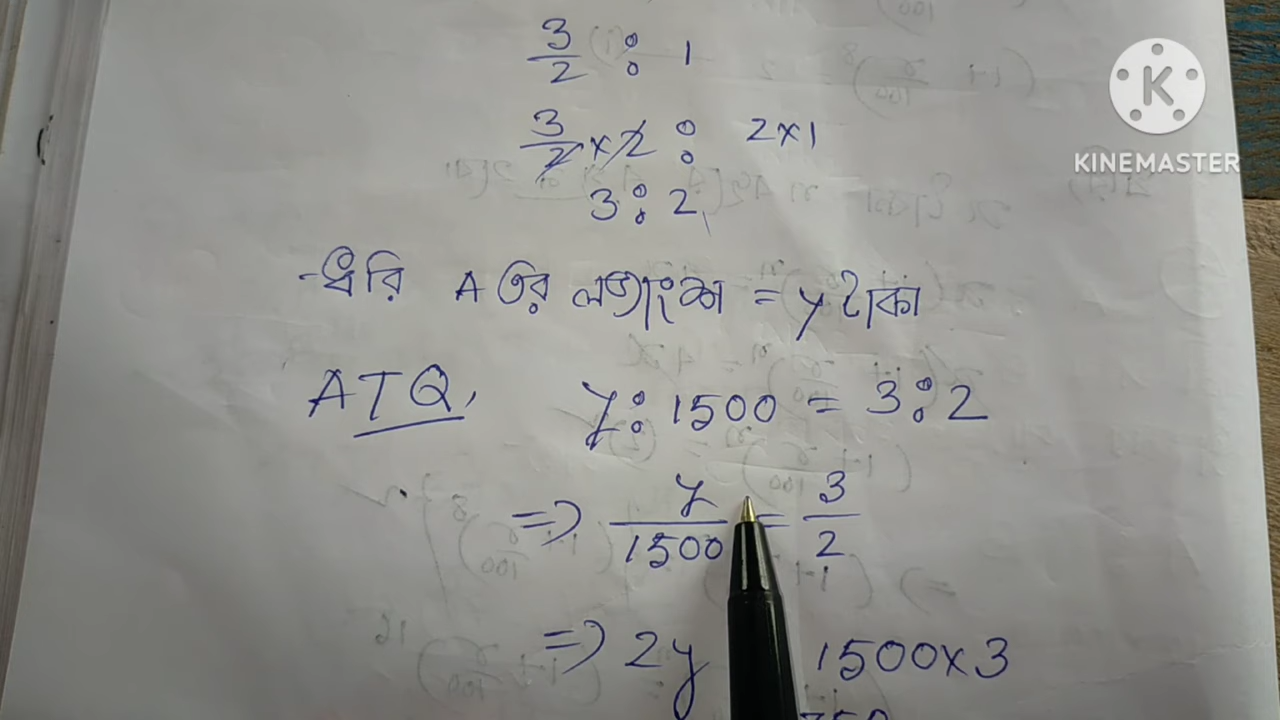 3/2 : 1
3/2 × 2 : 2×1
3 : 2
ধরি A এর লভ্যাংশ = y টাকা
ATQ, y : 1500 = 3 : 2
=> y/1500 = 3/2
=> 2y 1500×3
750
K
KINEMASTER